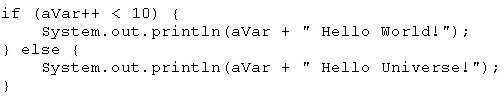 if (aVar++ < 10) {
    System.out.println(aVar + " Hello World!");
} else {
    System.out.println(aVar + " Hello Universe!");
}